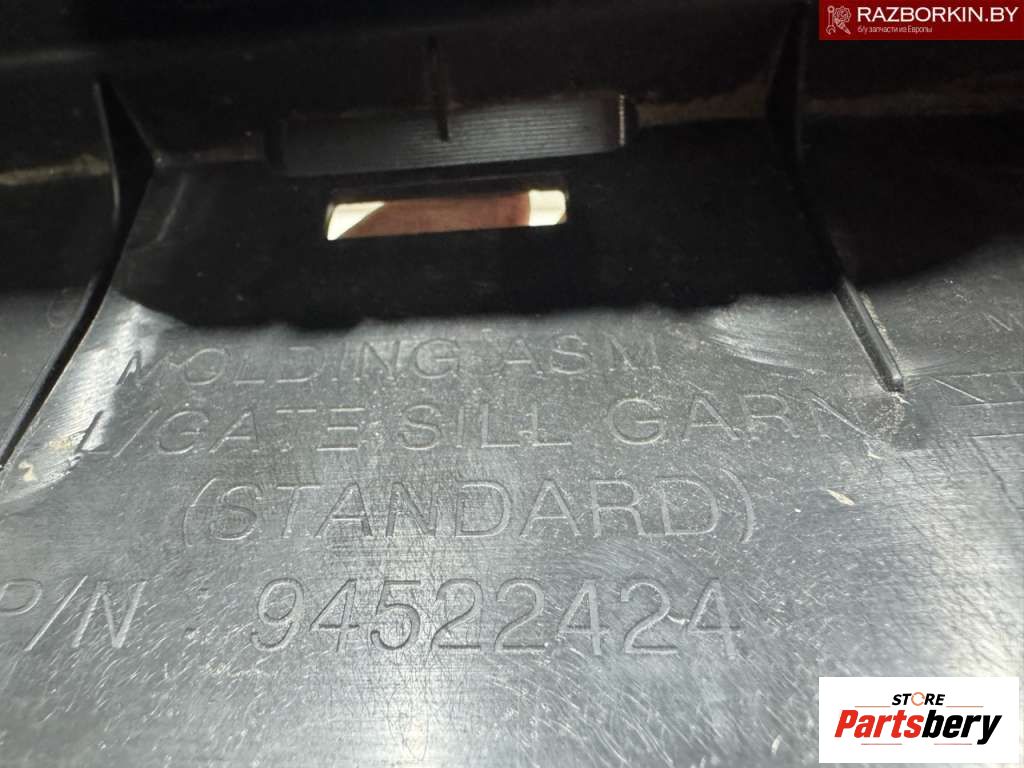 RAZBORKIN.BY
б/у запчасти из Европы
MOLDING ASM
L/GATE SILL GARN
(STANDARD)
P/N : 94522424
STORE
Partsbery